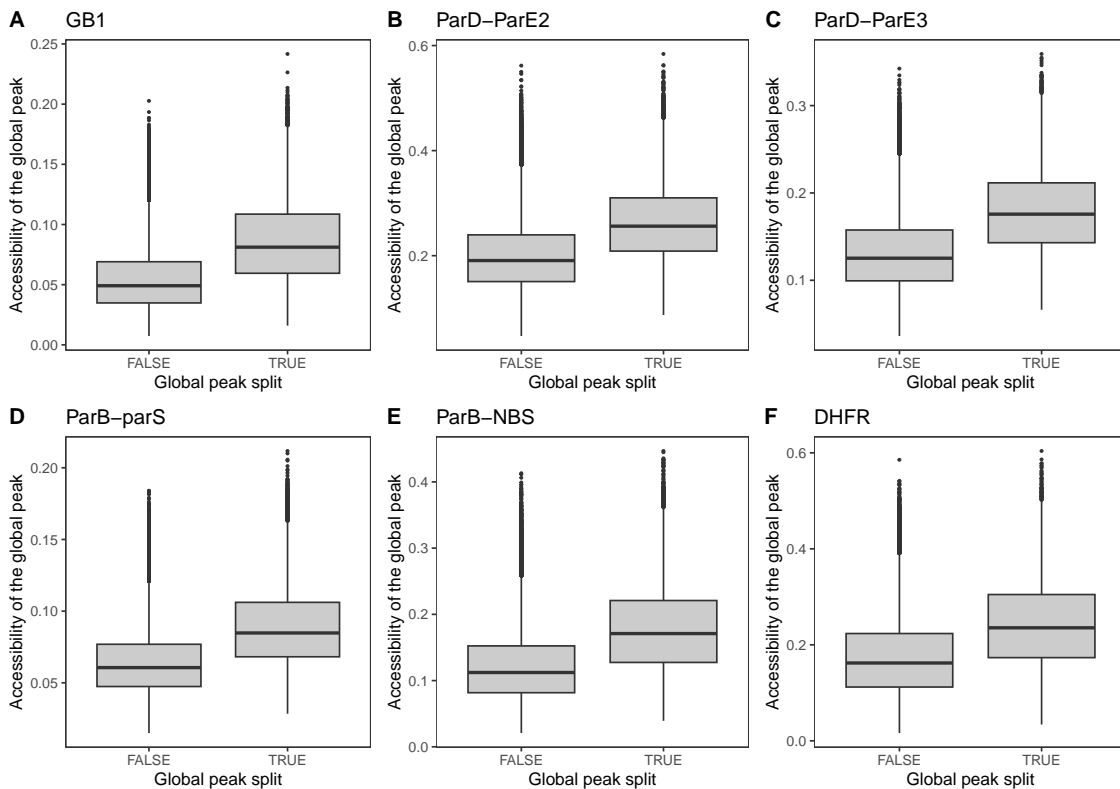 A GB1
Accessibility of the global peak
0.25
0.20
0.15
0.10
0.05
0.00
FALSE TRUE
Global peak split
B ParD−ParE2
Accessibility of the global peak
0.6
0.4
0.2
FALSE TRUE
Global peak split
C ParD−ParE3
Accessibility of the global peak
0.3
0.2
0.1
FALSE TRUE
Global peak split
D ParB−parS
Accessibility of the global peak
0.20
0.15
0.10
0.05
FALSE TRUE
Global peak split
E ParB−NBS
Accessibility of the global peak
0.4
0.3
0.2
0.1
0.0
FALSE TRUE
Global peak split
F DHFR
Accessibility of the global peak
0.6
0.4
0.2
0.0
FALSE TRUE
Global peak split